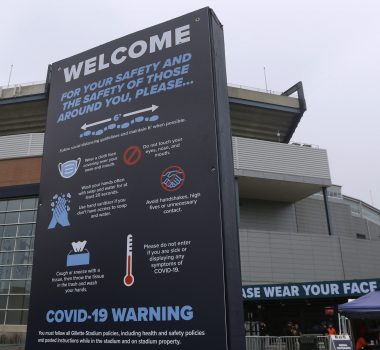 WELCOME
FOR YOUR SAFETY AND
THE SAFETY OF THOSE
AROUND YOU, PLEASE...
6'
Follow social distancing guidelines and maintain 6' when possible.
Wear a cloth face
covering over your
nose and mouth.
Do not touch your
eyes, nose, and
mouth.
Wash your hands often
with soap and water for at
least 20 seconds.
Use hand sanitizer if you
don't have access to soap
and water.
Avoid handshakes, high
fives or unnecessary
contact.
Cough or sneeze with a
tissue, then throw the tissue
in the trash and wash
your hands.
Please do not enter
if you are sick or
displaying any
symptoms of
COVID-19.
COVID-19 WARNING
You must follow all Gillette Stadium policies, including health and safety policies
and posted instructions while in the stadium and on stadium property.
EASE WEAR YOUR FACE